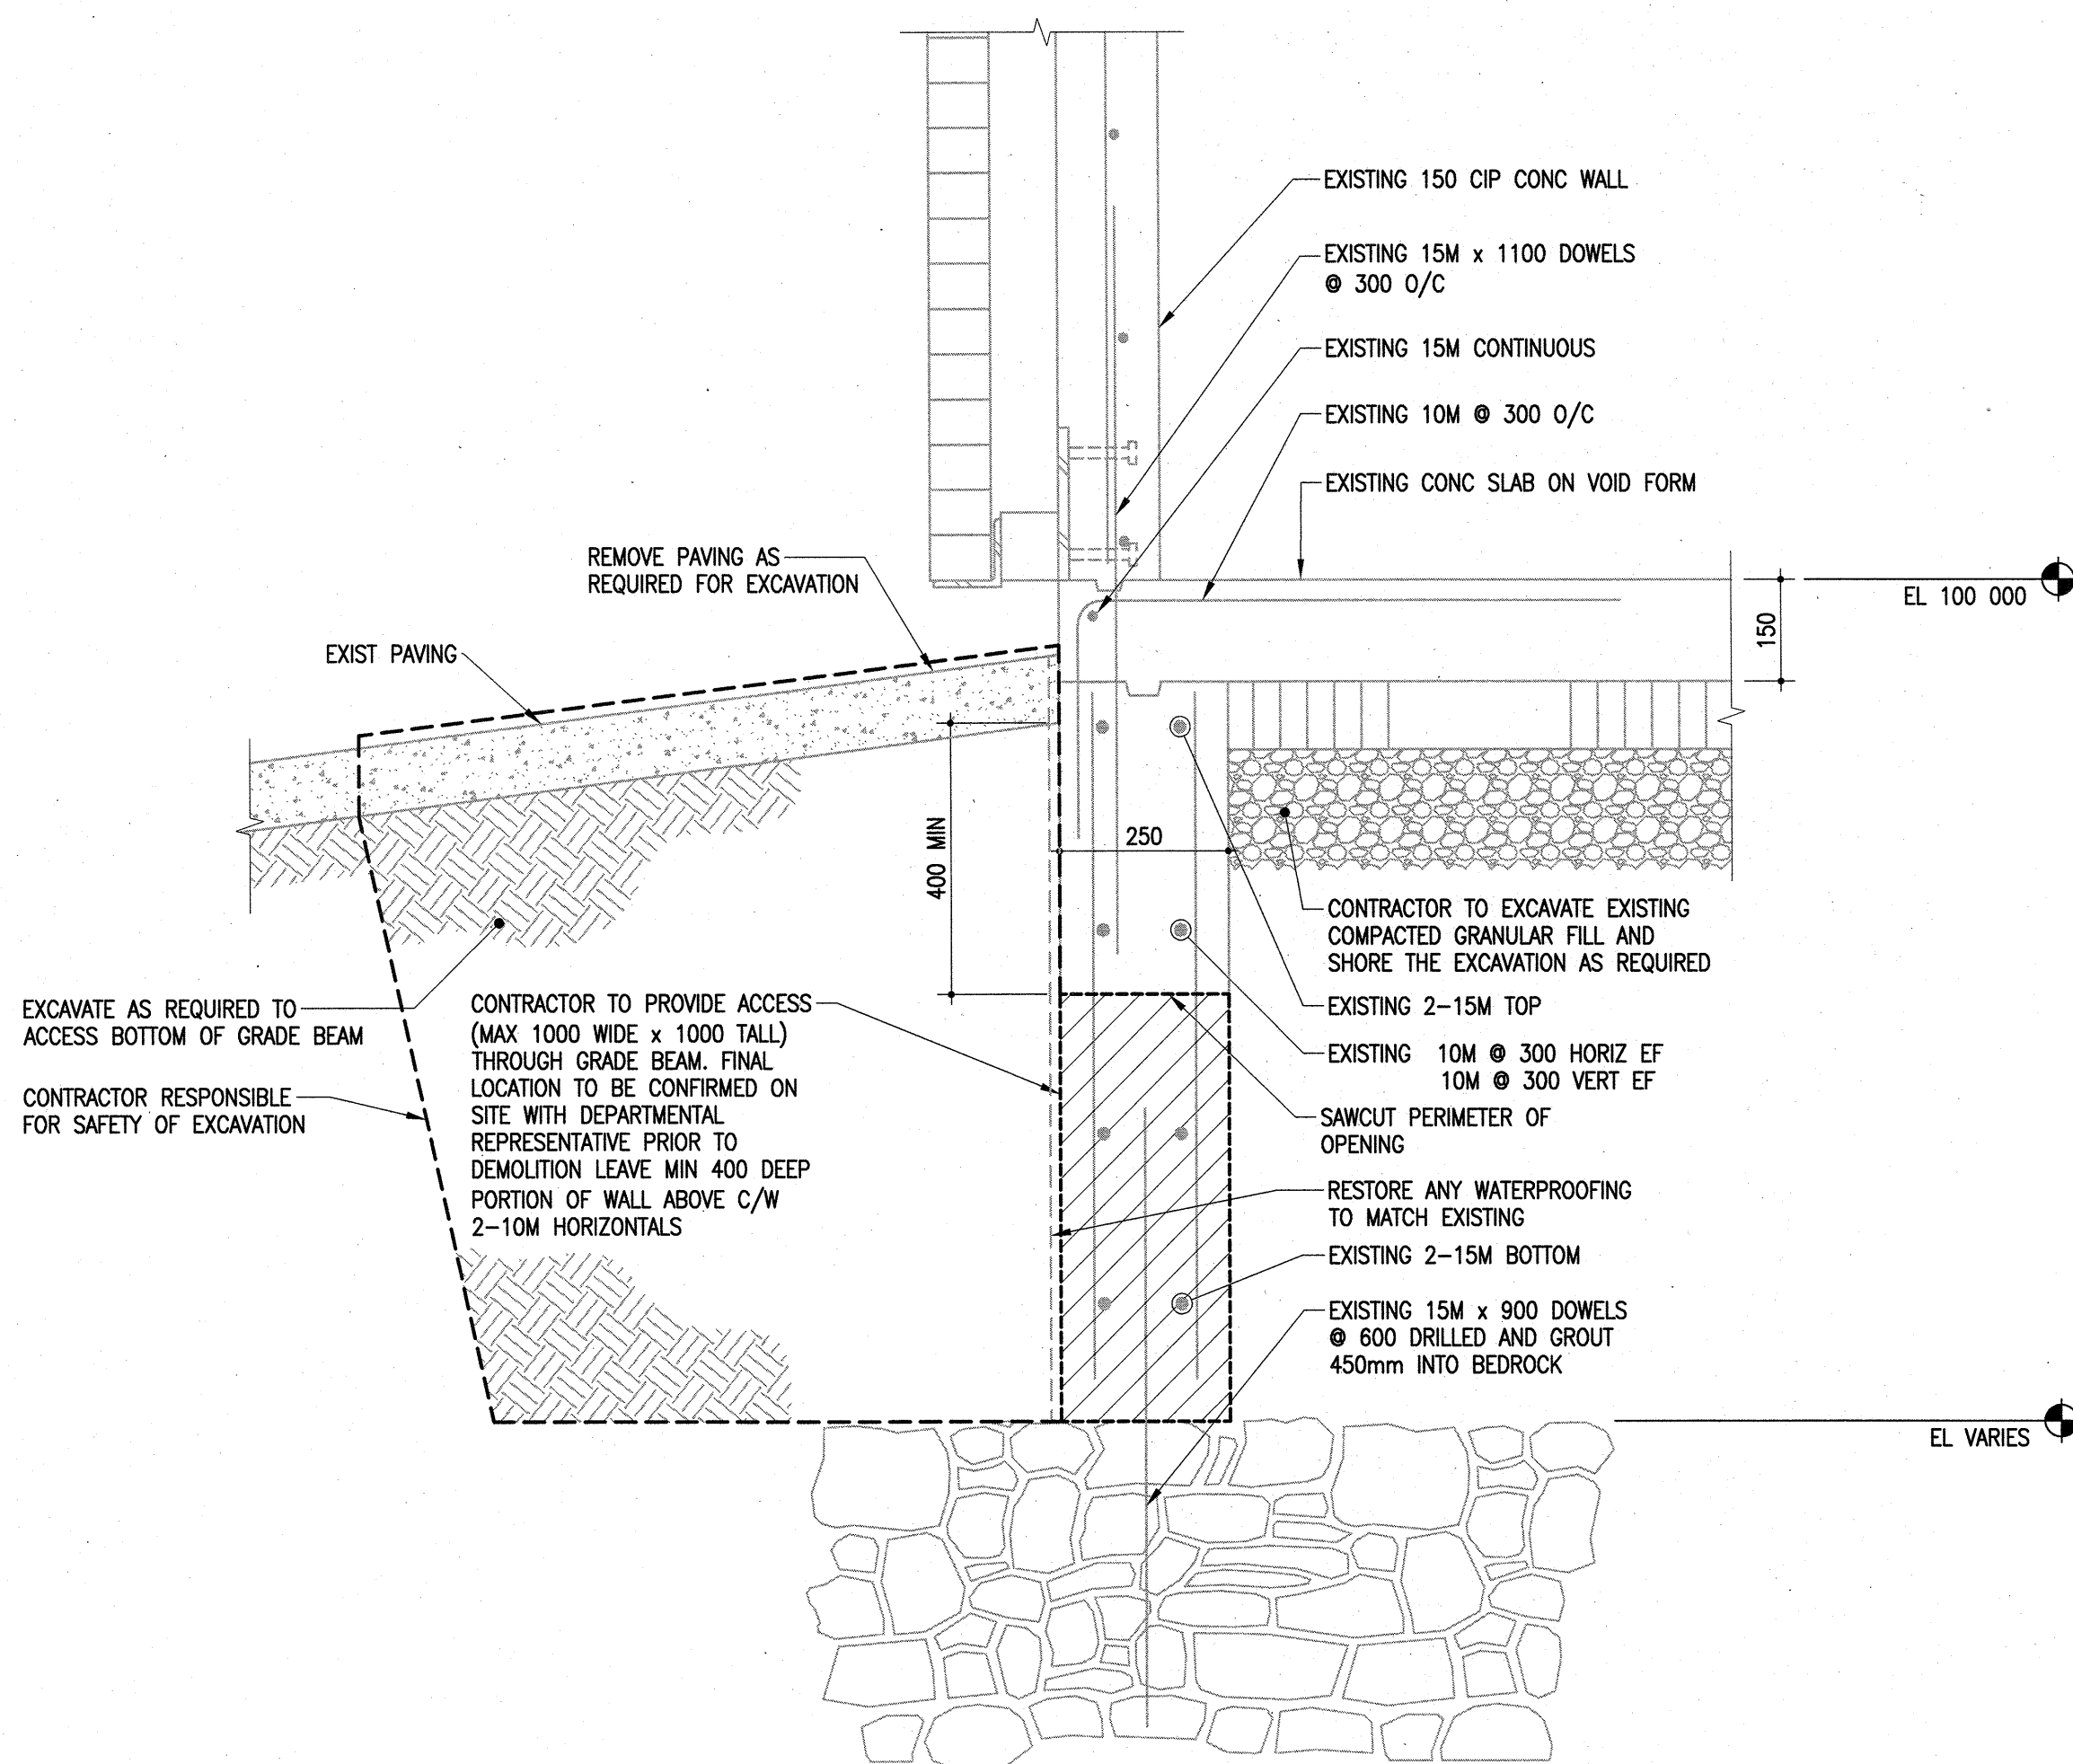 EXISTING 150 CIP CONC WALL
EXISTING 15M x 1100 DOWELS
@ 300 O/C
EXISTING 15M CONTINUOUS
EXISTING 10M @ 300 O/C
EXISTING CONC SLAB ON VOID FORM
REMOVE PAVING AS
REQUIRED FOR EXCAVATION
EL 100 000
150
EXIST PAVING
400 MIN
250
CONTRACTOR TO EXCAVATE EXISTING
COMPACTED GRANULAR FILL AND
SHORE THE EXCAVATION AS REQUIRED
EXCAVATE AS REQUIRED TO
ACCESS BOTTOM OF GRADE BEAM
CONTRACTOR RESPONSIBLE
FOR SAFETY OF EXCAVATION
CONTRACTOR TO PROVIDE ACCESS
(MAX 1000 WIDE x 1000 TALL)
THROUGH GRADE BEAM. FINAL
LOCATION TO BE CONFIRMED ON
SITE WITH DEPARTMENTAL
REPRESENTATIVE PRIOR TO
DEMOLITION LEAVE MIN 400 DEEP
PORTION OF WALL ABOVE C/W
2-10M HORIZONTALS
EXISTING 2-15M TOP
EXISTING 10M @ 300 HORIZ EF
10M @ 300 VERT EF
SAWCUT PERIMETER OF
OPENING
RESTORE ANY WATERPROOFING
TO MATCH EXISTING
EXISTING 2-15M BOTTOM
EXISTING 15M x 900 DOWELS
@ 600 DRILLED AND GROUT
450mm INTO BEDROCK
EL VARIES